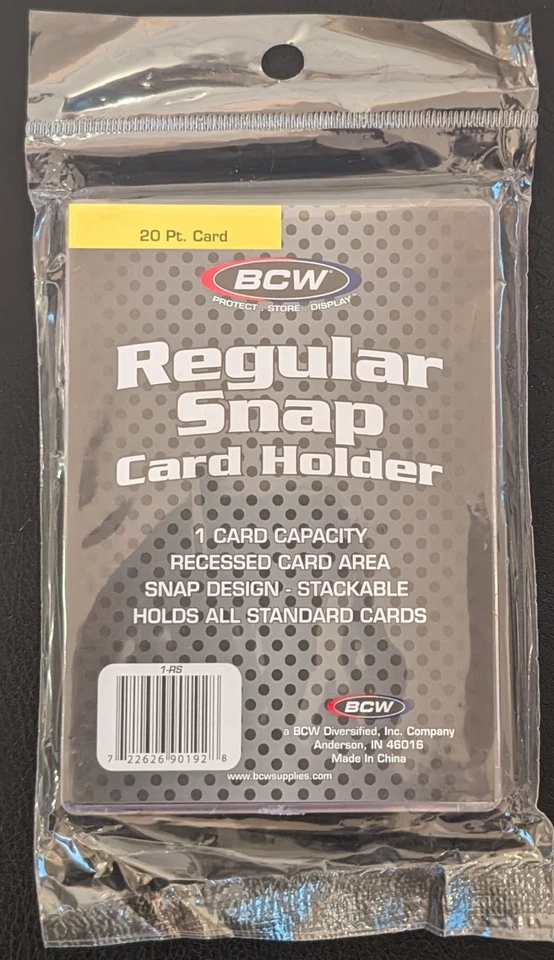 20 Pt. Card
BCW®
PROTECT . STORE . DISPLAY™
Regular
Snap
Card Holder
1 CARD CAPACITY
RECESSED CARD AREA
SNAP DESIGN - STACKABLE
HOLDS ALL STANDARD CARDS
1-RS
7 22626 90192 8
BCW
a BCW Diversified, Inc. Company
Anderson, IN 46016
Made In China
www.bcwsupplies.com